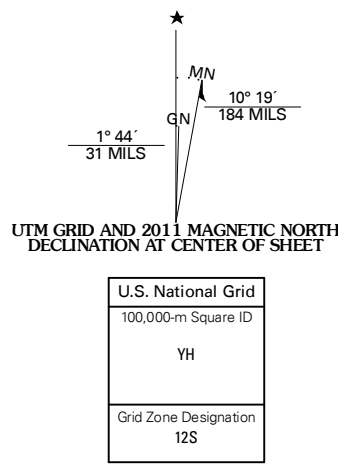 ★
MN
GN
10° 19´
184 MILS
1° 44´
31 MILS
UTM GRID AND 2011 MAGNETIC NORTH
DECLINATION AT CENTER OF SHEET
U.S. National Grid
100,000-m Square ID
YH
Grid Zone Designation
12S